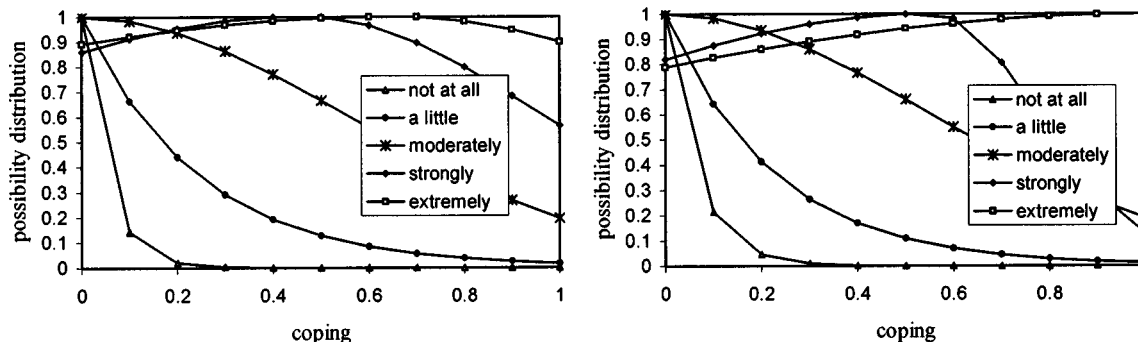 possibility distribution
1
0.9
0.8
0.7
0.6
0.5
0.4
0.3
0.2
0.1
0
not at all
a little
moderately
strongly
extremely
0 0.2 0.4 0.6 0.8 1
coping
possibility distribution
1
0.9
0.8
0.7
0.6
0.5
0.4
0.3
0.2
0.1
0
not at all
a little
moderately
strongly
extremely
0 0.2 0.4 0.6 0.8
coping